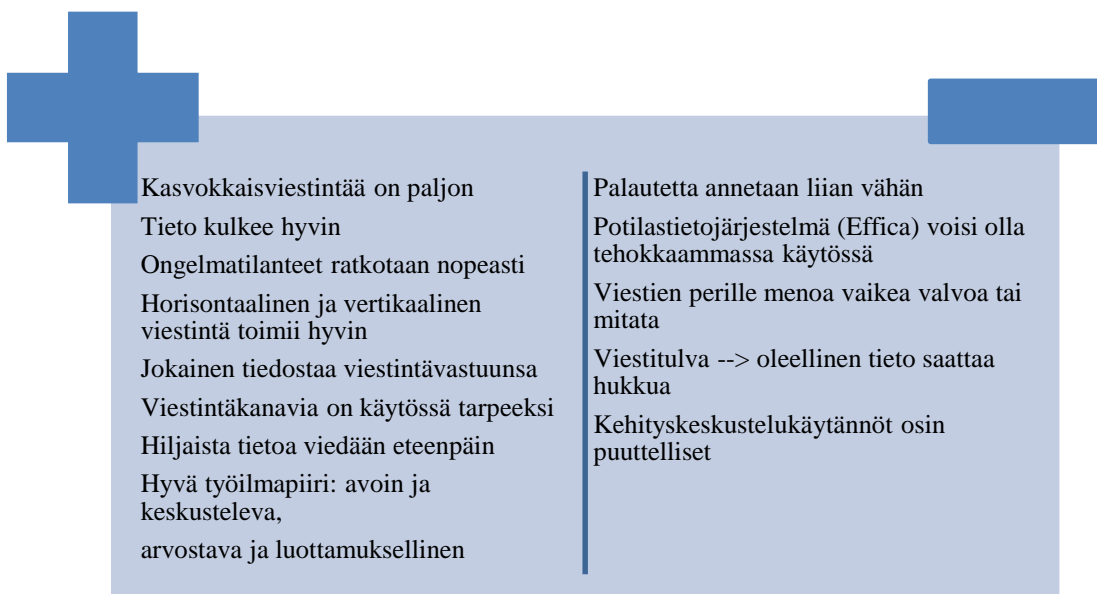 Kasvokkaisviestintää on paljon
Tieto kulkee hyvin
Ongelmatilanteet ratkotaan nopeasti
Horisontaalinen ja vertikaalinen
viestintä toimii hyvin
Jokainen tiedostaa viestintävastuunsa
Viestintäkanavia on käytössä tarpeeksi
Hiljaista tietoa viedään eteenpäin
Hyvä työilmapiiri: avoin ja
keskusteleva,
arvostava ja luottamuksellinen
Palautetta annetaan liian vähän
Potilastietojärjestelmä (Effica) voisi olla
tehokkaammassa käytössä
Viestien perille menoa vaikea valvoa tai
mitata
Viestitulva --> oleellinen tieto saattaa
hukkua
Kehityskeskustelukäytännöt osin
puuttelliset